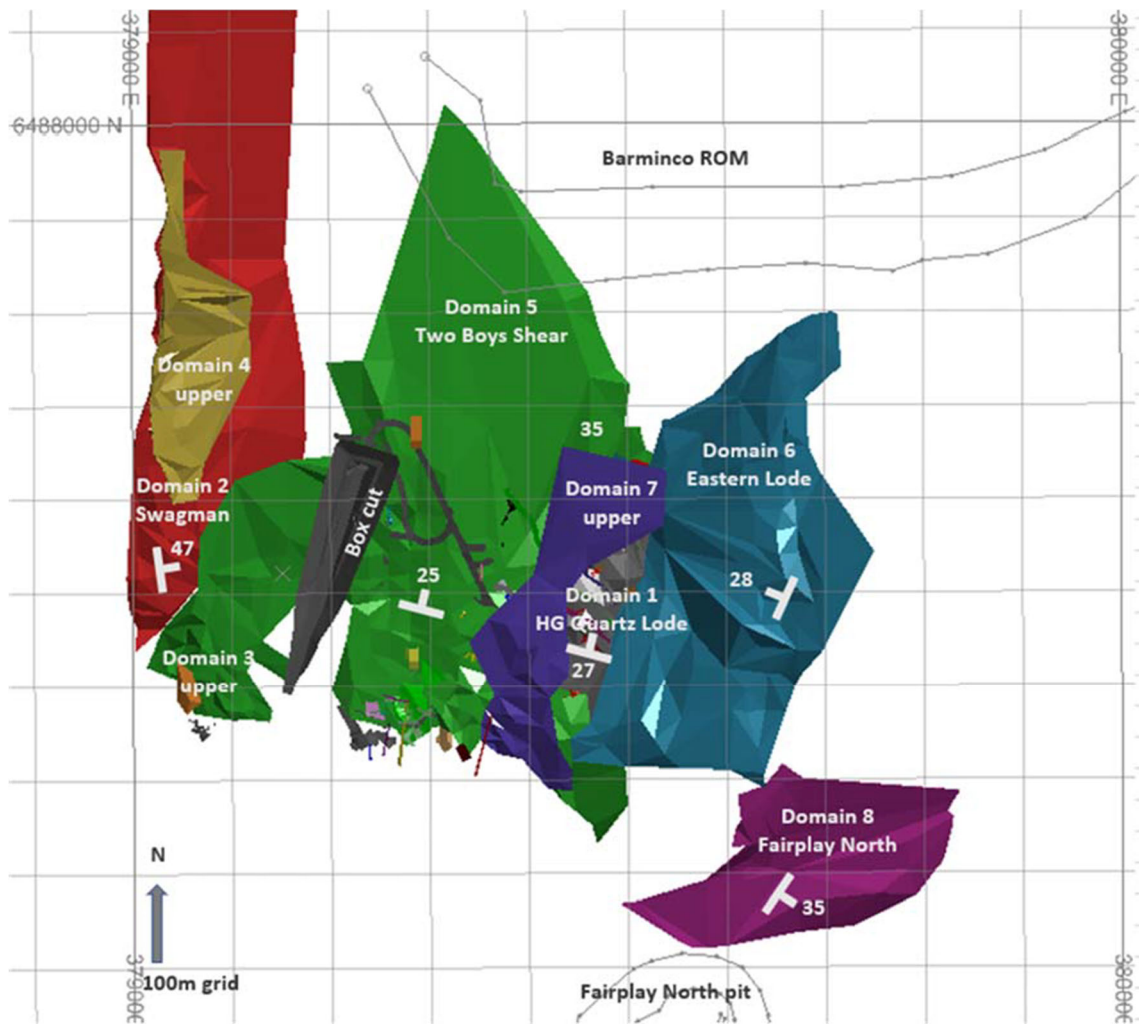 379000 E
380000 E
6488000 N
Barminco ROM
Domain 5
Two Boys Shear
Domain 4
upper
35
Domain 6
Eastern Lode
Domain 2
Swagman
Domain 7
upper
Box cut
47
25
28
Domain 1
HG Quartz Lode
27
Domain 3
upper
Domain 8
Fairplay North
N
35
100m grid
Fairplay North pit